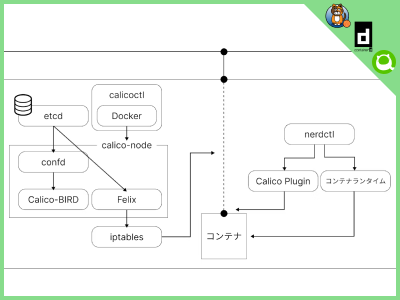 calicoctl
etcd
Docker
calico-node
confd
Calico-BIRD
Felix
iptables
nerdctl
Calico Plugin
コンテナランタイム
コンテナ